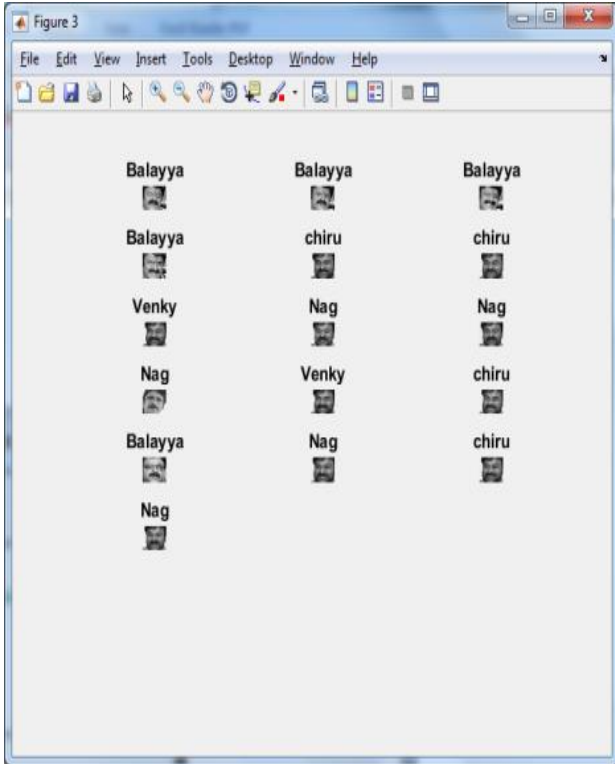 Figure 3
File Edit View Insert Tools Desktop Window Help
Balayya Balayya Balayya
Balayya chiru chiru
Venky Nag Nag
Nag Venky chiru
Balayya Nag chiru
Nag